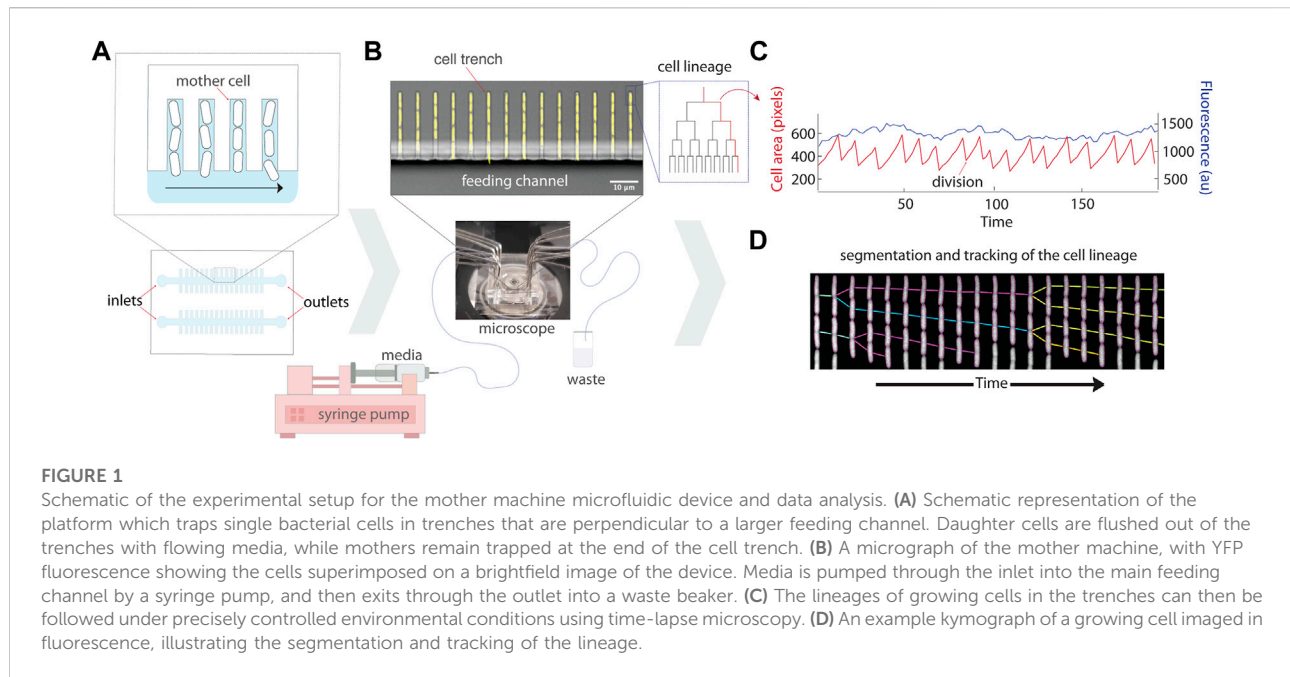 A
mother cell
inlets
outlets
B
cell trench
feeding channel
10 µm
cell lineage
microscope
media
syringe pump
waste
C
Cell area (pixels)
600
400
200
division
50
100
150
Time
1500
1000
500
Fluorescence (au)
D
segmentation and tracking of the cell lineage
Time
FIGURE 1
Schematic of the experimental setup for the mother machine microfluidic device and data analysis. (A) Schematic representation of the
platform which traps single bacterial cells in trenches that are perpendicular to a larger feeding channel. Daughter cells are flushed out of the
trenches with flowing media, while mothers remain trapped at the end of the cell trench. (B) A micrograph of the mother machine, with YFP
fluorescence showing the cells superimposed on a brightfield image of the device. Media is pumped through the inlet into the main feeding
channel by a syringe pump, and then exits through the outlet into a waste beaker. (C) The lineages of growing cells in the trenches can then be
followed under precisely controlled environmental conditions using time-lapse microscopy. (D) An example kymograph of a growing cell imaged in
fluorescence, illustrating the segmentation and tracking of the lineage.